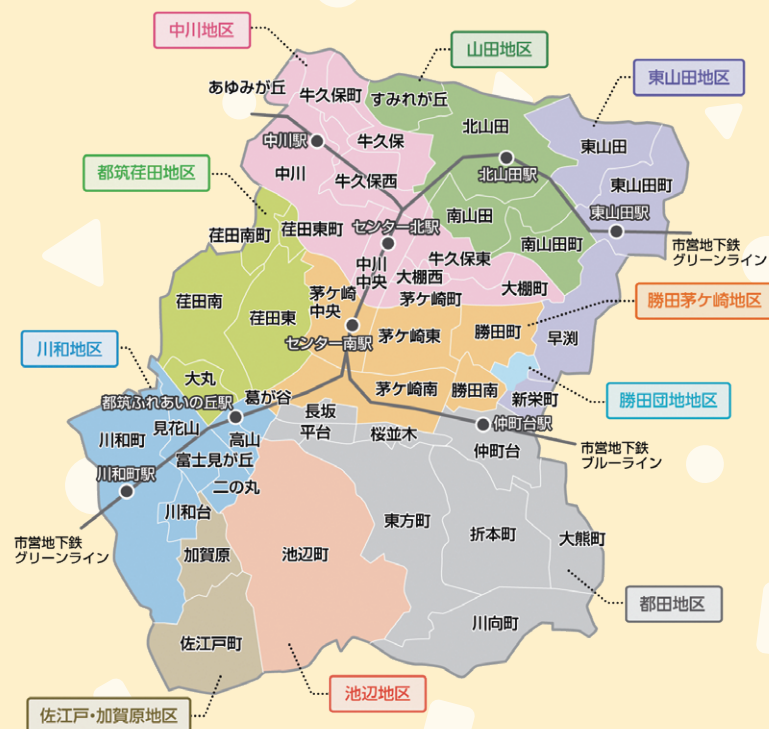 中川地区
山田地区
東山田地区
あゆみが丘
牛久保町
すみれが丘
北山田
中川駅
牛久保
東山田
中川
牛久保西
北山田駅
東山田町
都筑荏田地区
荏田南町
荏田東町
センター北駅
南山田
東山田駅
南山田町
市営地下鉄
グリーンライン
中川
中央
牛久保東
大棚西
大棚町
茅ケ崎町
荏田南
荏田東
茅ケ崎
中央
勝田茅ケ崎地区
茅ケ崎東
勝田町
早渕
センター南駅
川和地区
大丸
茅ケ崎南
勝田南
新栄町
勝田団地地区
都筑ふれあいの丘駅
葛が谷
長坂
平台
桜並木
仲町台駅
仲町台
市営地下鉄
ブルーライン
川和町
見花山
高山
富士見が丘
川和町駅
二の丸
川和台
市営地下鉄
グリーンライン
加賀原
池辺町
東方町
折本町
大熊町
都田地区
川向町
佐江戸町
池辺地区
佐江戸・加賀原地区